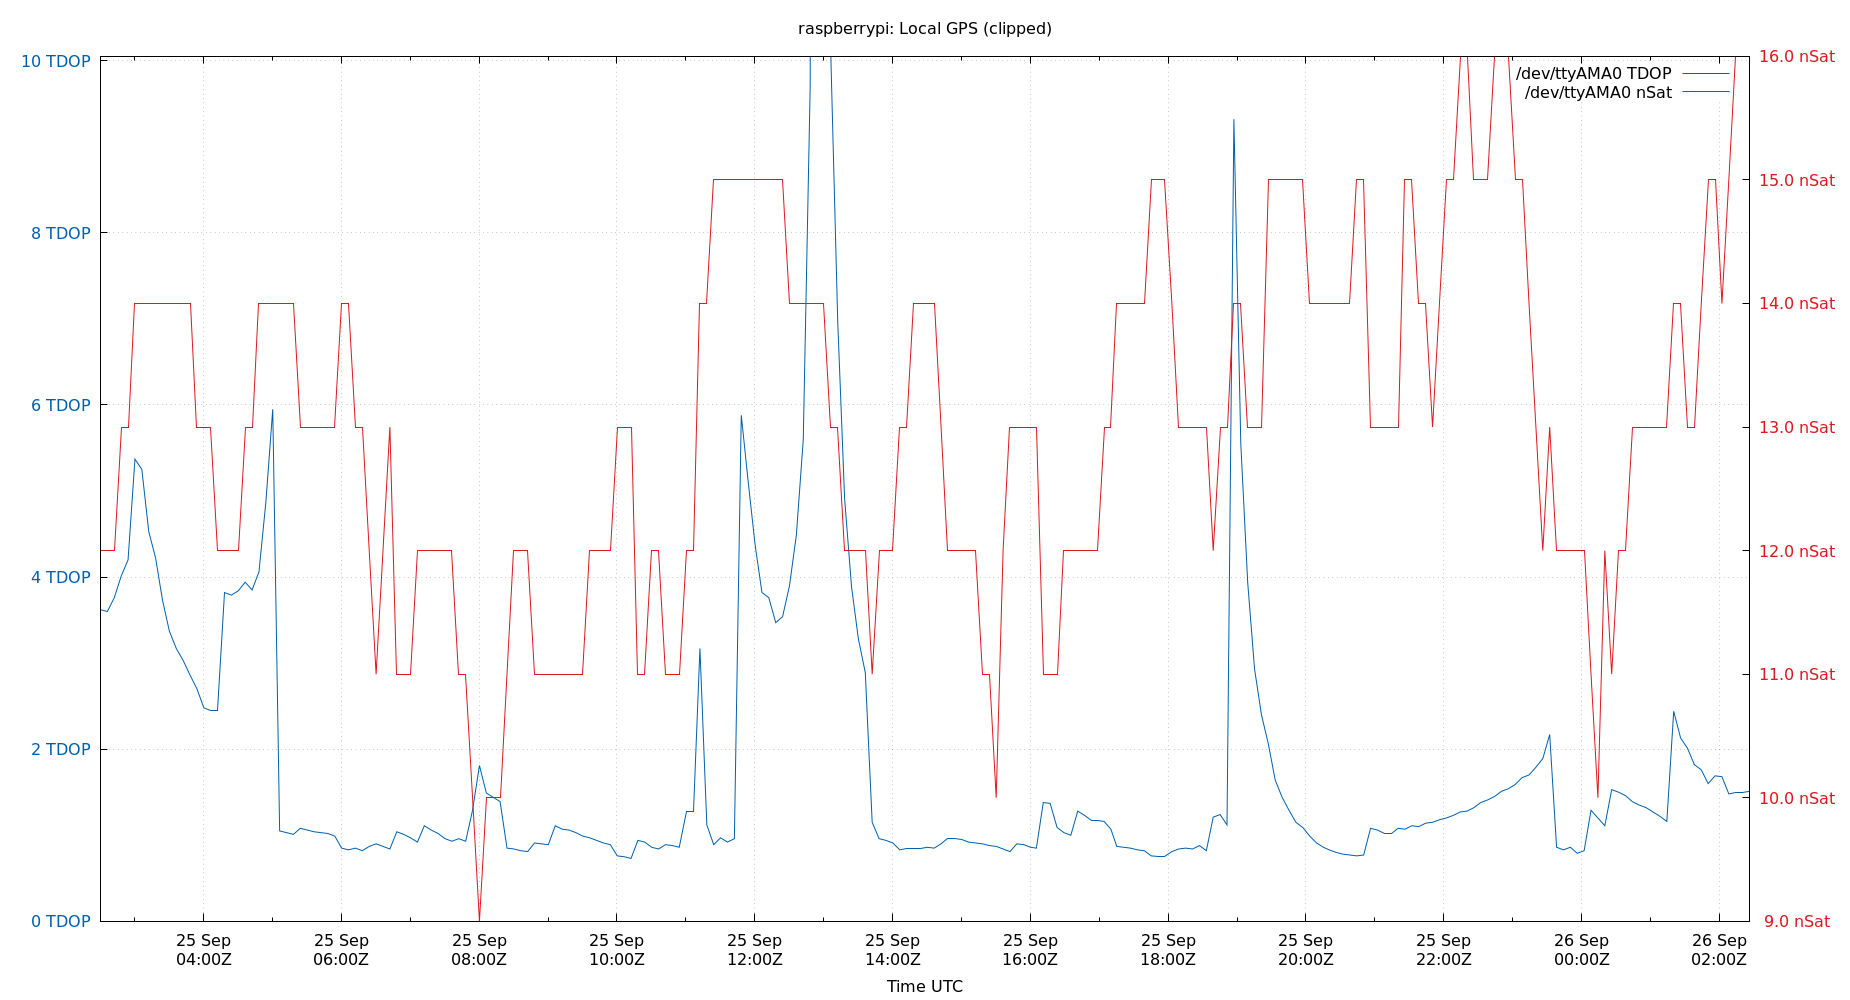 raspberrypi: Local GPS (clipped)
10 TDOP
8 TDOP
6 TDOP
4 TDOP
2 TDOP
0 TDOP
/dev/ttyAMA0 TDOP
/dev/ttyAMA0 nSat
16.0 nSat
15.0 nSat
14.0 nSat
13.0 nSat
12.0 nSat
11.0 nSat
10.0 nSat
9.0 nSat
25 Sep 25 Sep 25 Sep 25 Sep 25 Sep 25 Sep 25 Sep 25 Sep 25 Sep 25 Sep 26 Sep 26 Sep
04:00Z 06:00Z 08:00Z 10:00Z 12:00Z 14:00Z 16:00Z 18:00Z 20:00Z 22:00Z 00:00Z 02:00Z
Time UTC